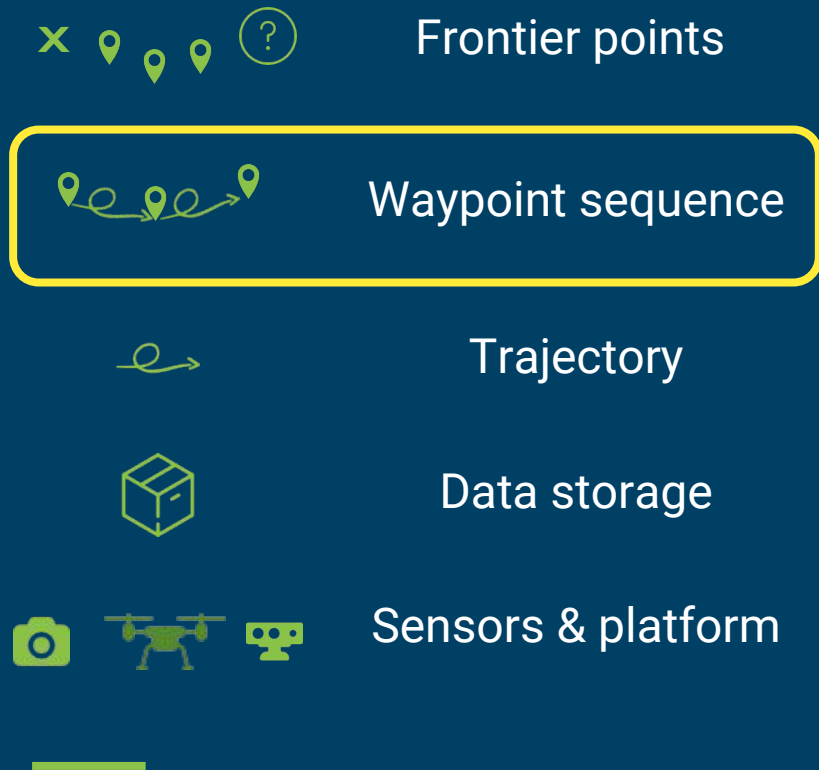 Frontier points
Waypoint sequence
Trajectory
Data storage
Sensors & platform